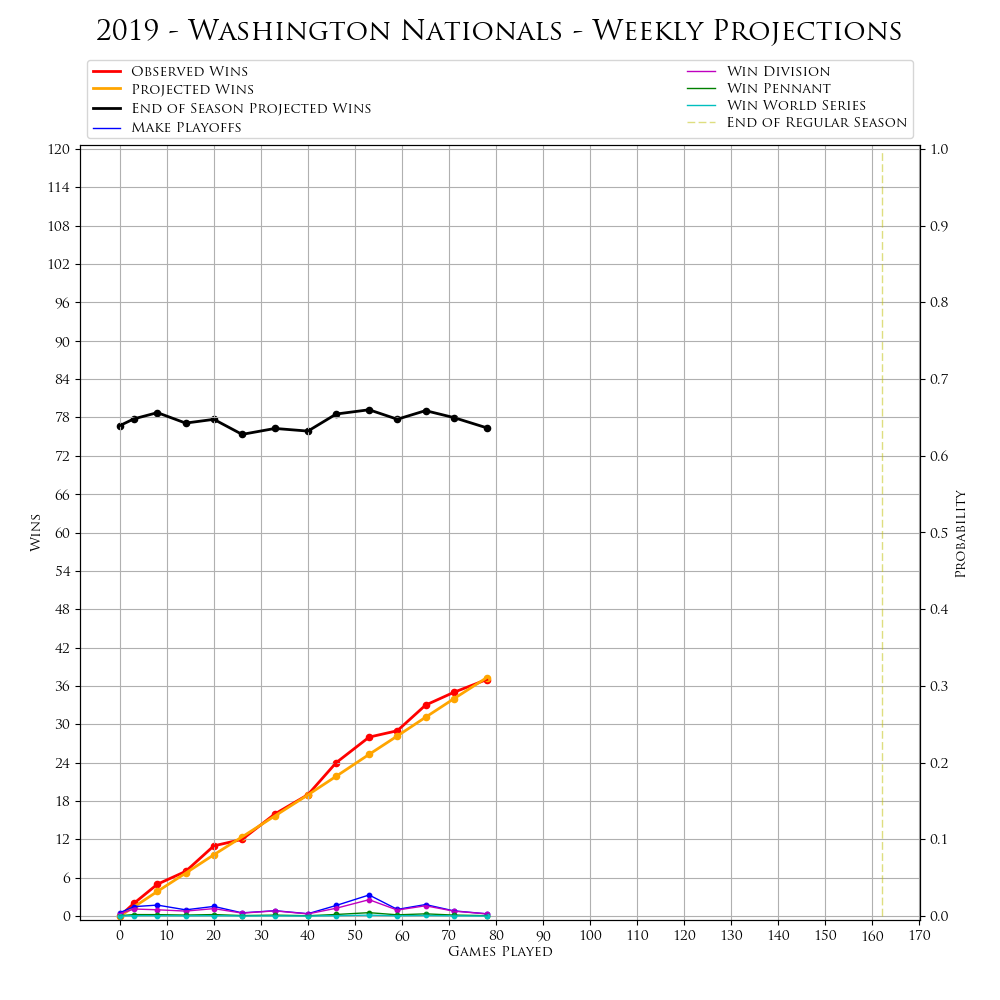 2019 - Washington Nationals - Weekly Projections
Observed Wins
Projected Wins
End of Season Projected Wins
Make Playoffs
Win Division
Win Pennant
Win World Series
End of Regular Season
120
114
108
102
96
90
84
78
72
66
60
54
48
42
36
30
24
18
12
6
0
Wins
1.0
0.9
0.8
0.7
0.6
0.5
0.4
0.3
0.2
0.1
0.0
Probability
0 10 20 30 40 50 60 70 80 90 100 110 120 130 140 150 160 170
Games Played